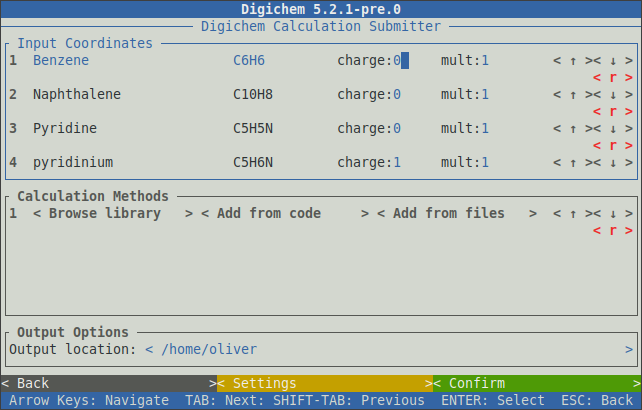 Digichem 5.2.1-pre.0
Digichem Calculation Submitter
Input Coordinates
1 Benzene C6H6 charge:0 mult:1 < ↑ >< ↓ >
< r >
2 Naphthalene C10H8 charge:0 mult:1 < ↑ >< ↓ >
< r >
3 Pyridine C5H5N charge:0 mult:1 < ↑ >< ↓ >
< r >
4 pyridinium C5H6N charge:1 mult:1 < ↑ >< ↓ >
Calculation Methods
1 < Browse library > < Add from code > < Add from files > < ↑ >< ↓ >
< r >
Output Options
Output location: < /home/oliver >
< Back >< Settings >< Confirm >
Arrow Keys: Navigate TAB: Next: SHIFT-TAB: Previous ENTER: Select ESC: Back